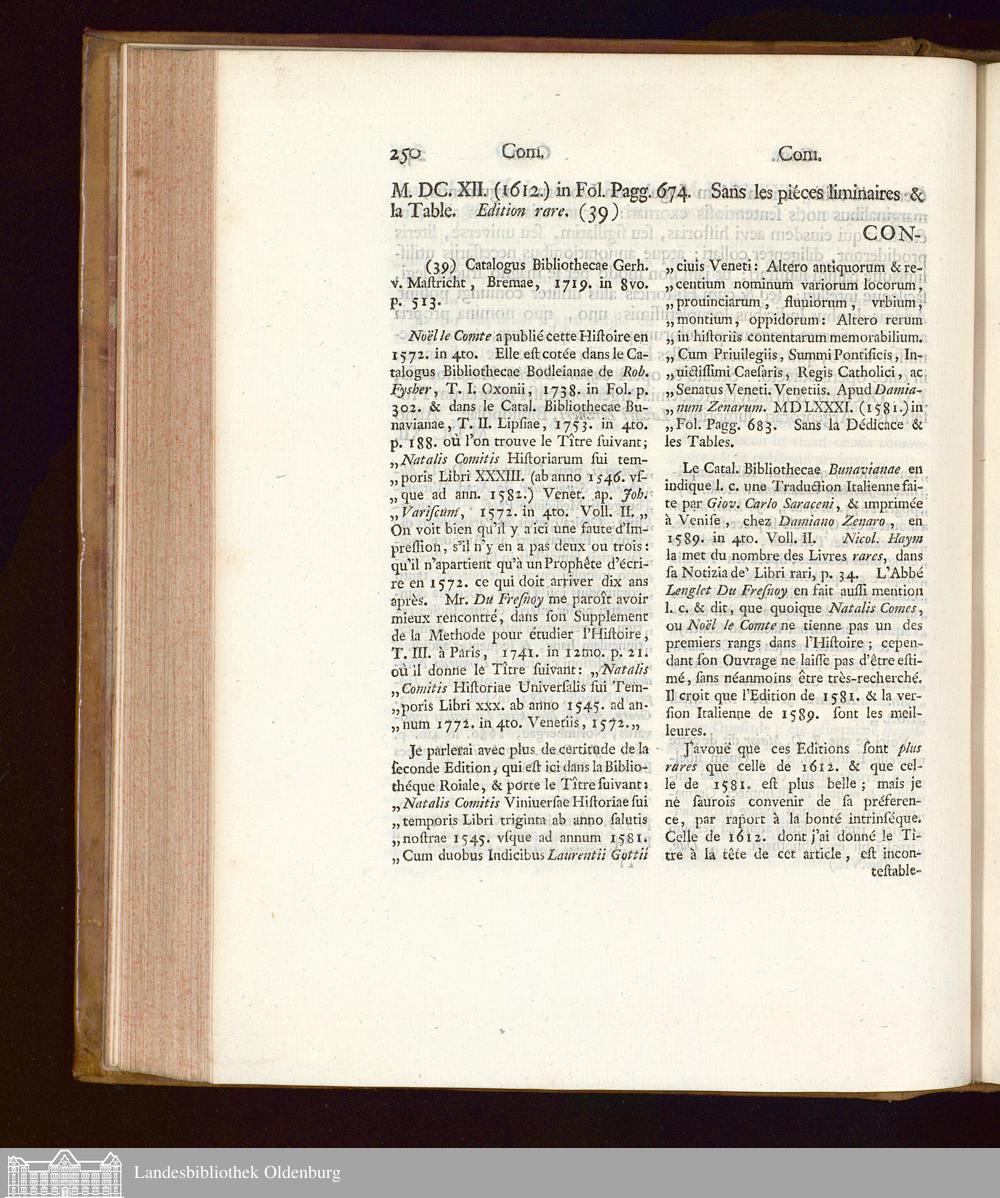 250 Com. Com.
M. DC. XII. (1612.) in Fol. Pagg. 674. Sans les piéces liminaires &
la Table. Edition rare. (39)
CON-
(39) Catalogus Bibliothecae Gerh.
v. Maſtricht, Bremae, 1719. in 8vo.
p. 513.
Noël le Comte a publié cette Hiſtoire en
1572. in 4to. Elle eſt cotée dans le Ca-
talogus Bibliothecae Bodleianae de Rob.
Fysher, T. I. Oxonii, 1738. in Fol. p.
302. & dans le Catal. Bibliothecae Bu-
navianae, T. II. Lipſiae, 1753. in 4to.
p. 188. où l'on trouve le Tître ſuivant;
„Natalis Comitis Hiſtoriarum ſui tem-
„poris Libri XXXIII. (ab anno 1546. vſ-
„que ad ann. 1582.) Venet. ap. Joh.
„Variſcum, 1572. in 4to. Voll. II.„
On voit bien qu'il y a ici une faute d'Im-
preſſion, s'il n'y en a pas deux ou trois:
qu'il n'apartient qu'à un Prophête d'écri-
re en 1572. ce qui doit arriver dix ans
après. Mr. Du Freſnoy me paroît avoir
mieux rencontré, dans ſon Supplement
de la Methode pour étudier l'Hiſtoire,
T. III. à Paris, 1741. in 12mo. p. 21.
où il donne le Tître ſuivant: „Natalis
„Comitis Hiſtoriae Univerſalis ſui Tem-
„poris Libri xxx. ab anno 1545. ad an-
„num 1772. in 4to. Venetiis, 1572.„
Je parlerai avec plus de certitude de la
ſeconde Edition, qui eſt ici dans la Biblio-
théque Roiale, & porte le Tître ſuivant:
„Natalis Comitis Viniuerſae Hiſtoriae ſui
„temporis Libri triginta ab anno ſalutis
„noſtrae 1545. vſque ad annum 1581.
„Cum duobus Indicibus Laurentii Gottii
„ciuis Veneti: Altero antiquorum & re-
„centium nominum variorum locorum,
„prouinciarum, fluuiorum, vrbium,
„montium, oppidorum: Altero rerum
„in hiſtoriis contentarum memorabilium.
„Cum Priuilegiis, Summi Pontificis, In-
„uictiſſimi Caeſaris, Regis Catholici, ac
„Senatus Veneti. Venetiis. Apud Damia-
„num Zenarum. MDLXXXI. (1581.) in
„Fol. Pagg. 683. Sans la Dédicace &
les Tables.
Le Catal. Bibliothecae Bunavianae en
indique l. c. une Traduction Italienne fai-
te par Giov. Carlo Saraceni, & imprimée
à Veniſe, chez Damiano Zenaro, en
1589. in 4to. Voll. II. Nicol. Haym
la met du nombre des Livres rares, dans
ſa Notizia de' Libri rari, p. 34. L'Abbé
Lenglet Du Freſnoy en fait auſſi mention
l. c. & dit, que quoique Natalis Comes,
ou Noël le Comte ne tienne pas un des
premiers rangs dans l'Hiſtoire; cepen-
dant ſon Ouvrage ne laiſſe pas d'être eſti-
mé, ſans néanmoins être très-recherché.
Il croit que l'Edition de 1581. & la ver-
ſion Italienne de 1589. ſont les meil-
leures.
J'avouë que ces Editions ſont plus
rares que celle de 1612. & que cel-
le de 1581. eſt plus belle; mais je
ne ſaurois convenir de ſa préferen-
ce, par raport à la bonté intrinſéque.
Celle de 1612. dont j'ai donné le Ti-
tre à la tête de cet article, eſt incon-
teſtable-
Landesbibliothek Oldenburg